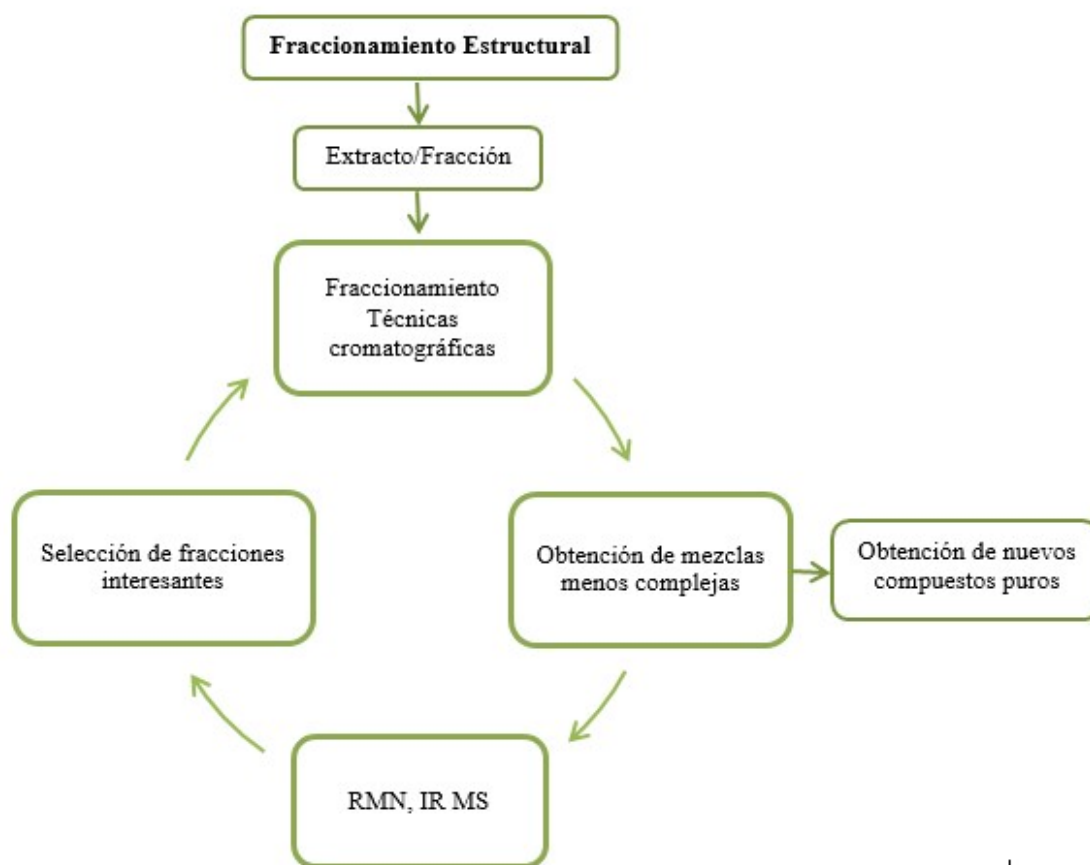 Fraccionamiento Estructural
Extracto/Fracción
Fraccionamiento
Técnicas
cromatográficas
Selección de fracciones
interesantes
Obtención de mezclas
menos complejas
Obtención de nuevos
compuestos puros
RMN, IR MS